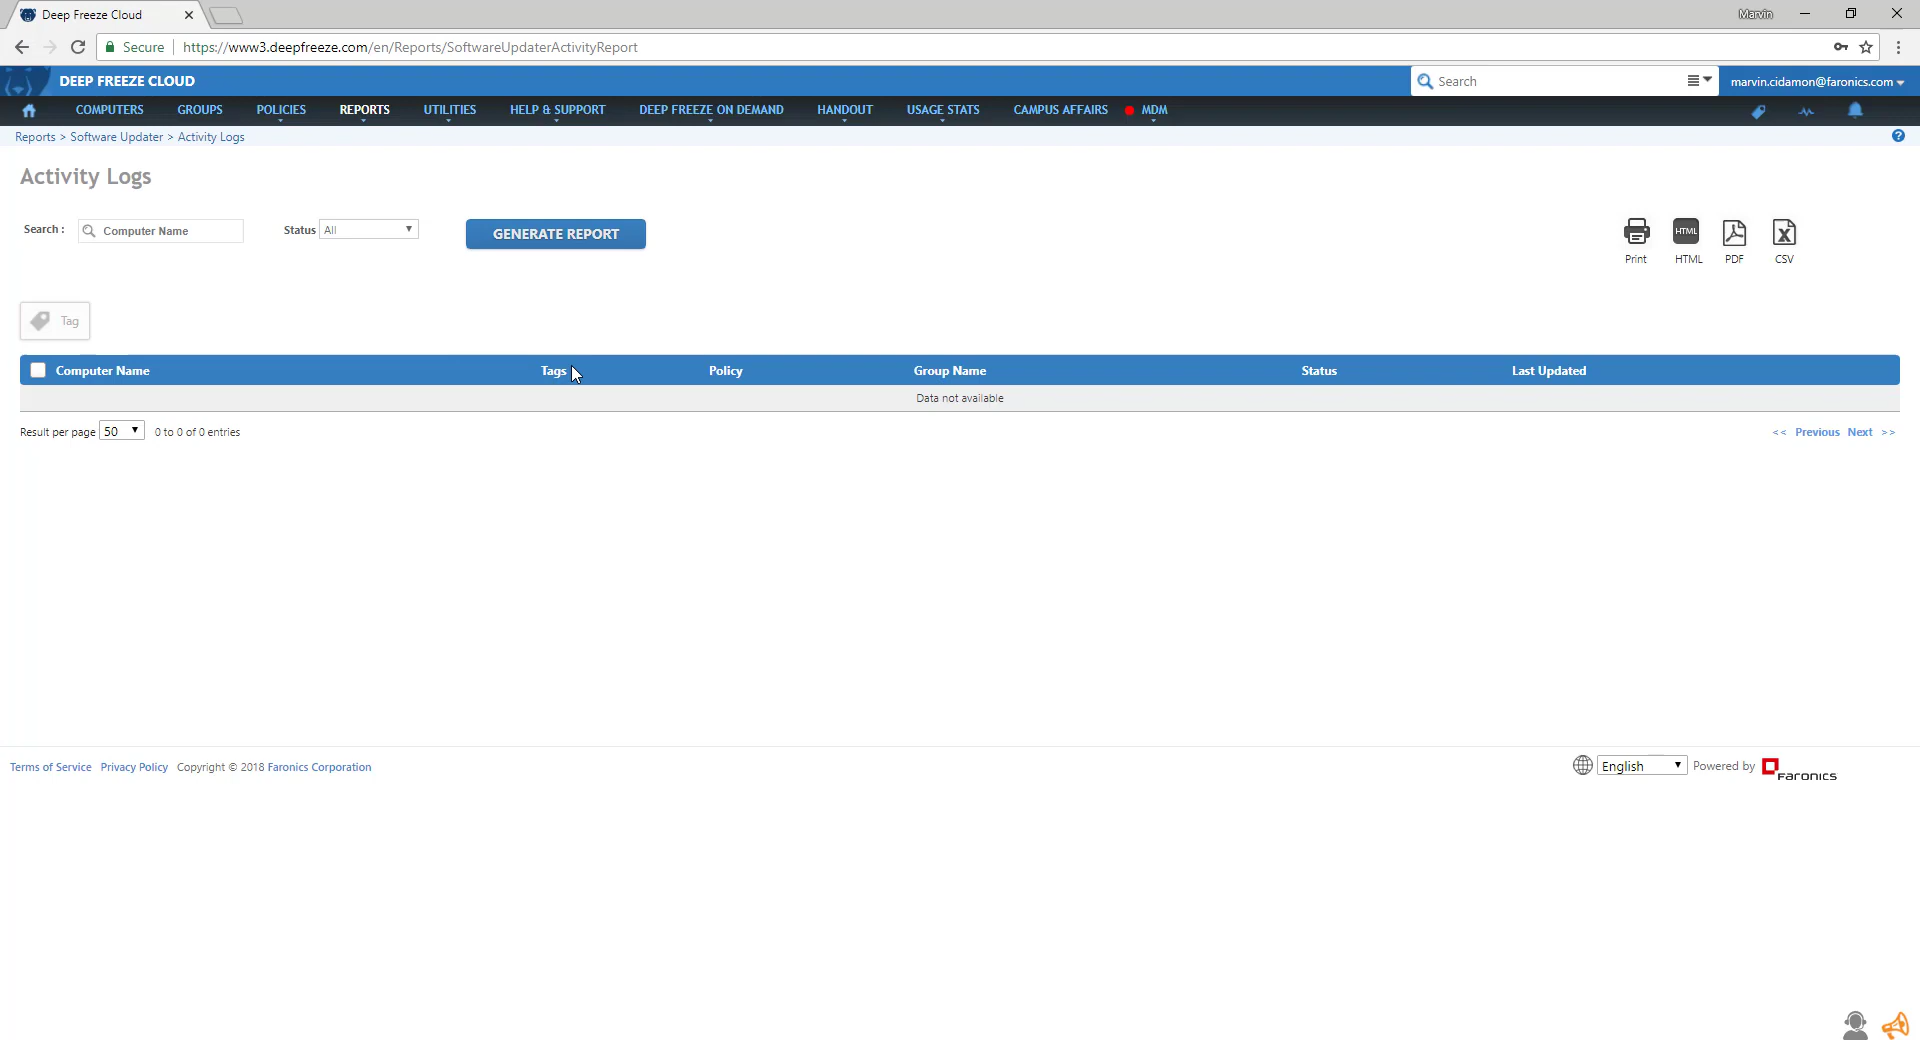 Deep Freeze Cloud
Marvin
Secure https://www3.deepfreeze.com/en/Reports/SoftwareUpdaterActivityReport
DEEP FREEZE CLOUD
Search
marvin.cidamon@faronics.com
COMPUTERS GROUPS POLICIES REPORTS UTILITIES HELP & SUPPORT DEEP FREEZE ON DEMAND HANDOUT USAGE STATS CAMPUS AFFAIRS MDM
Reports > Software Updater > Activity Logs
Activity Logs
Search : Computer Name Status All GENERATE REPORT
HTML
Print HTML PDF CSV
Tag
Computer Name Tags Policy Group Name Status Last Updated
Data not available
Result per page 50 0 to 0 of 0 entries << Previous Next >>
Terms of Service Privacy Policy Copyright © 2018 Faronics Corporation
English Powered by Faronics